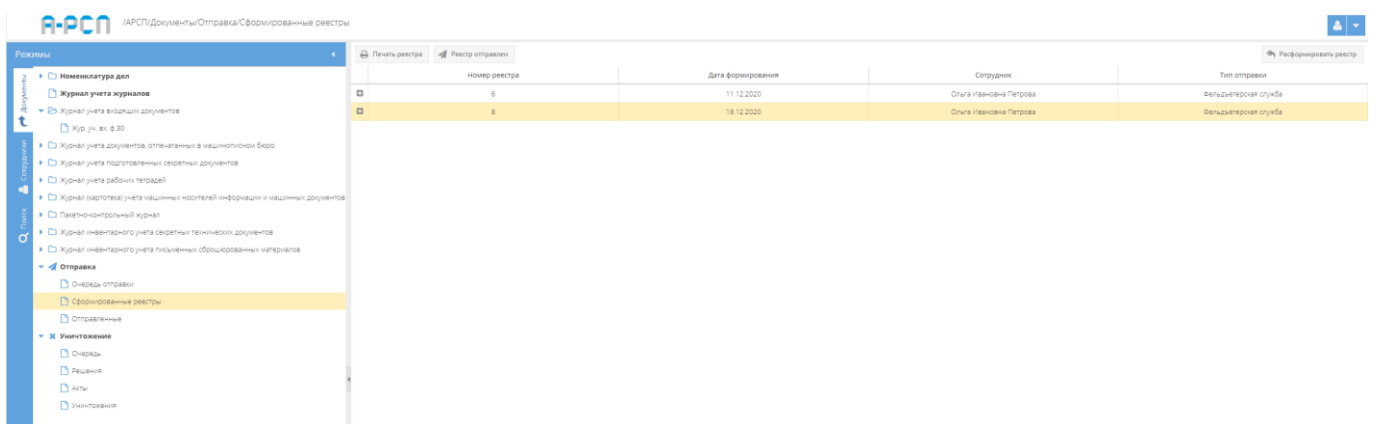 А-РСП
/АРСП/Документы/Отправка/Сформированные реестры
Режимы
Документы
Сотрудники
Поиск
Номенклатура дел
Журнал учета журналов
Журнал учета входящих документов
Жур. уч. вх. ф.30
Журнал учета документов, отпечатанных в машинописном бюро
Журнал учета подготовленных секретных документов
Журнал учета рабочих тетрадей
Журнал (картотека) учета машинных носителей информации и машинных документов
Пакетно-контрольный журнал
Журнал инвентарного учета секретных технических документов
Журнал инвентарного учета письменных сброшюрованных материалов
Отправка
Очередь отправки
Сформированные реестры
Отправленные
Уничтожение
Очередь
Решения
Акты
Уничтожения
Печать реестра Реестр отправлен Расформировать реестр
Номер реестра Дата формирования Сотрудник Тип отправки
6 11.12.2020 Ольга Ивановна Петрова Фельдъегерская служба
8 18.12.2020 Ольга Ивановна Петрова Фельдъегерская служба